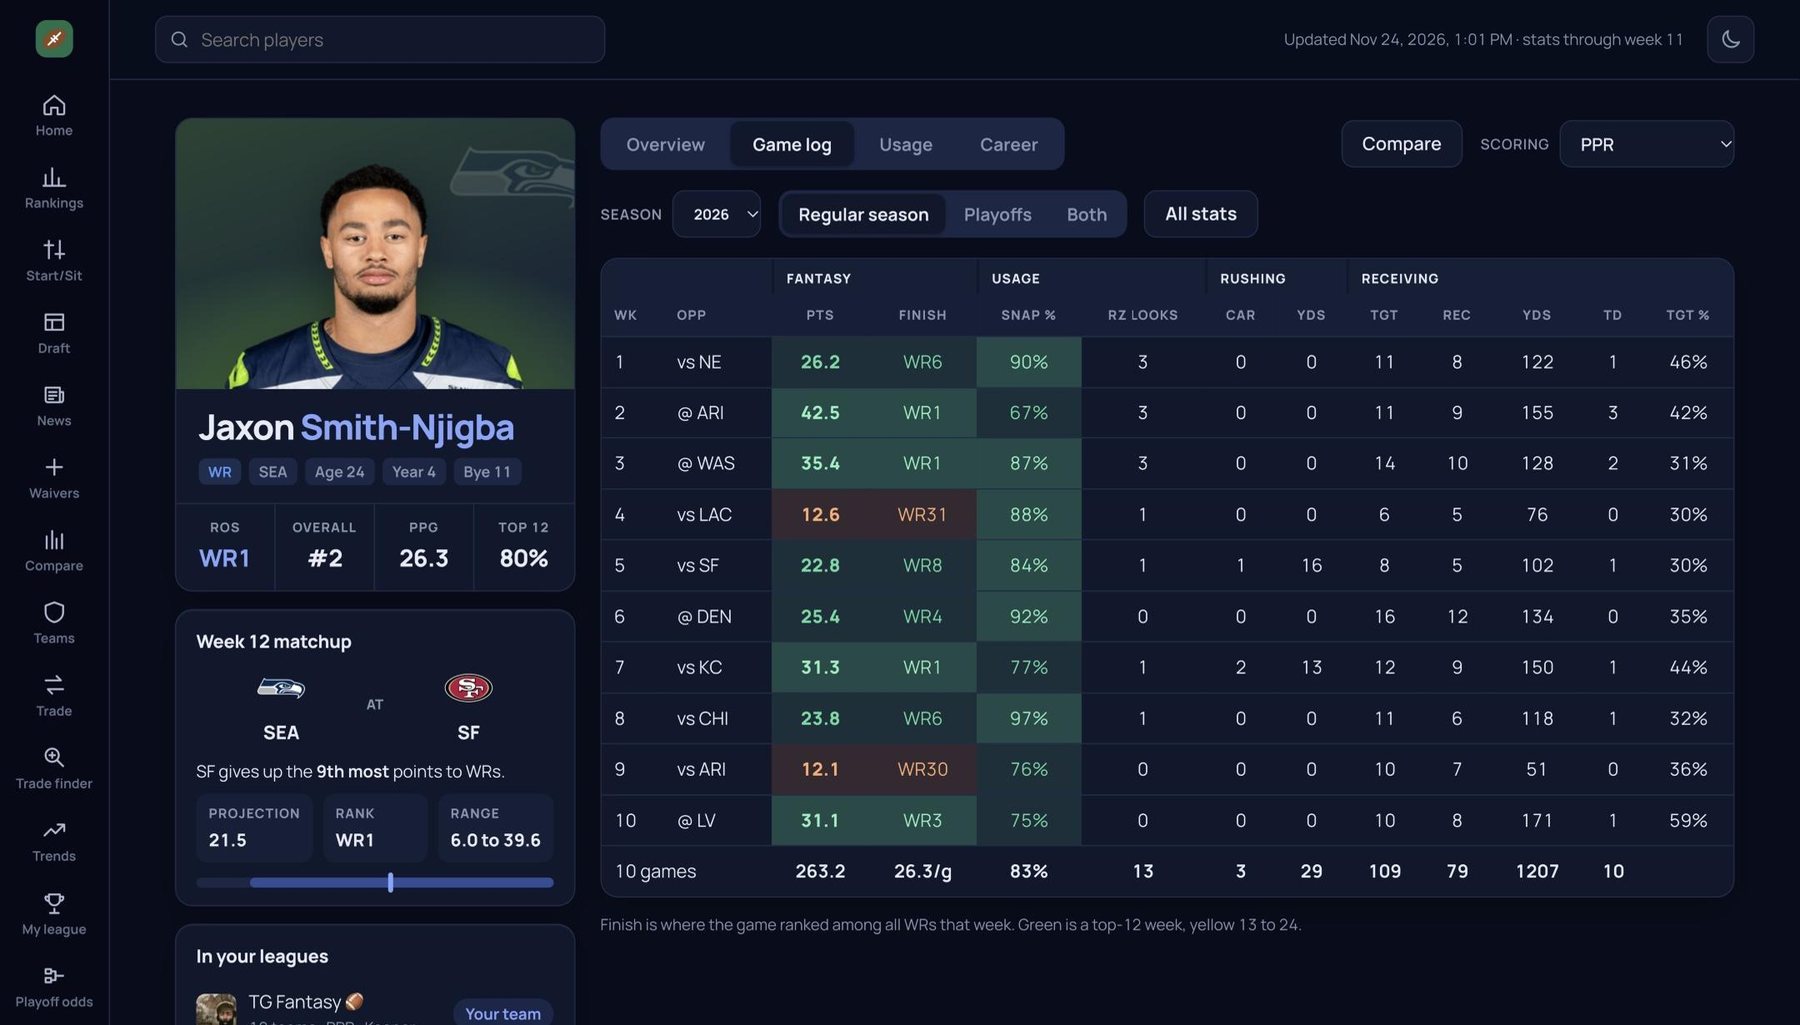 Search players
Updated Nov 24, 2026, 1:01 PM · stats through week 11
Home
Rankings
Start/Sit
Draft
News
Waivers
Compare
Teams
Trade
Trade finder
Trends
My league
Playoff odds
Jaxon Smith-Njigba
WR SEA Age 24 Year 4 Bye 11
ROS OVERALL PPG TOP 12
WR1 #2 26.3 80%
Week 12 matchup
SEA AT SF
SF gives up the 9th most points to WRs.
PROJECTION RANK RANGE
21.5 WR1 6.0 to 39.6
In your leagues
TG Fantasy 🏈
Your team
Overview Game log Usage Career
Compare SCORING PPR
SEASON 2026 Regular season Playoffs Both All stats
FANTASY USAGE RUSHING RECEIVING
WK OPP PTS FINISH SNAP % RZ LOOKS CAR YDS TGT REC YDS TD TGT %
1 vs NE 26.2 WR6 90% 3 0 0 11 8 122 1 46%
2 @ ARI 42.5 WR1 67% 3 0 0 11 9 155 3 42%
3 @ WAS 35.4 WR1 87% 3 0 0 14 10 128 2 31%
4 vs LAC 12.6 WR31 88% 1 0 0 6 5 76 0 30%
5 vs SF 22.8 WR8 84% 1 1 16 8 5 102 1 30%
6 @ DEN 25.4 WR4 92% 0 0 0 16 12 134 0 35%
7 vs KC 31.3 WR1 77% 1 2 13 12 9 150 1 44%
8 vs CHI 23.8 WR6 97% 1 0 0 11 6 118 1 32%
9 vs ARI 12.1 WR30 76% 0 0 0 10 7 51 0 36%
10 @ LV 31.1 WR3 75% 0 0 0 10 8 171 1 59%
10 games 263.2 26.3/g 83% 13 3 29 109 79 1207 10
Finish is where the game ranked among all WRs that week. Green is a top-12 week, yellow 13 to 24.